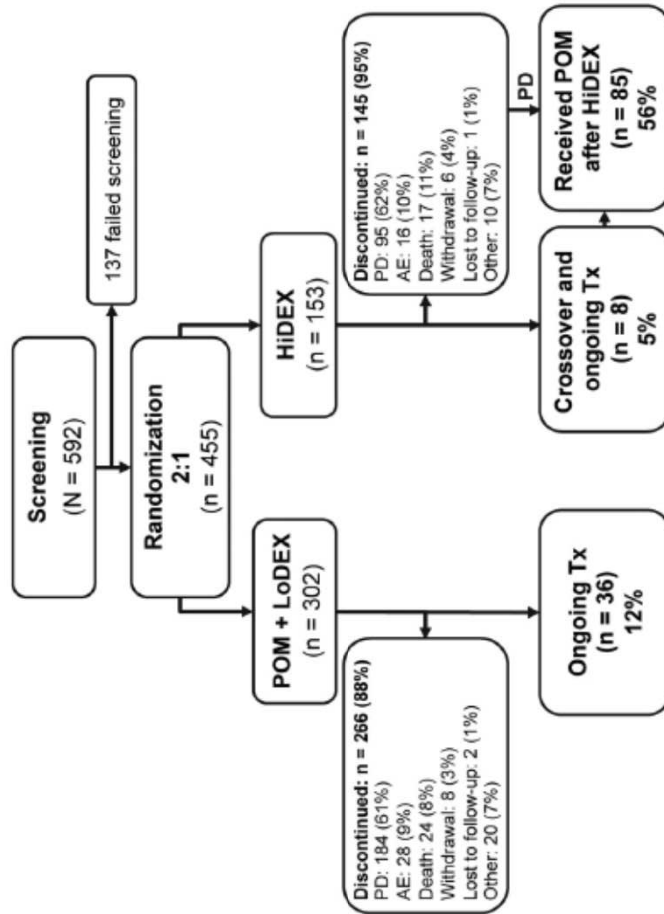 Screening
(N = 592)
137 failed screening
Randomization
2:1
(n = 455)
POM + LoDEX
(n = 302)
HiDEX
(n = 153)
Discontinued: n = 266 (88%)
PD: 184 (61%)
AE: 28 (9%)
Death: 24 (8%)
Withdrawal: 8 (3%)
Lost to follow-up: 2 (1%)
Other: 20 (7%)
Discontinued: n = 145 (95%)
PD: 95 (62%)
AE: 16 (10%)
Death: 17 (11%)
Withdrawal: 6 (4%)
Lost to follow-up: 1 (1%)
Other: 10 (7%)
PD
Ongoing Tx
(n = 36)
12%
Crossover and
ongoing Tx
(n = 8)
5%
Received POM
after HiDEX
(n = 85)
56%